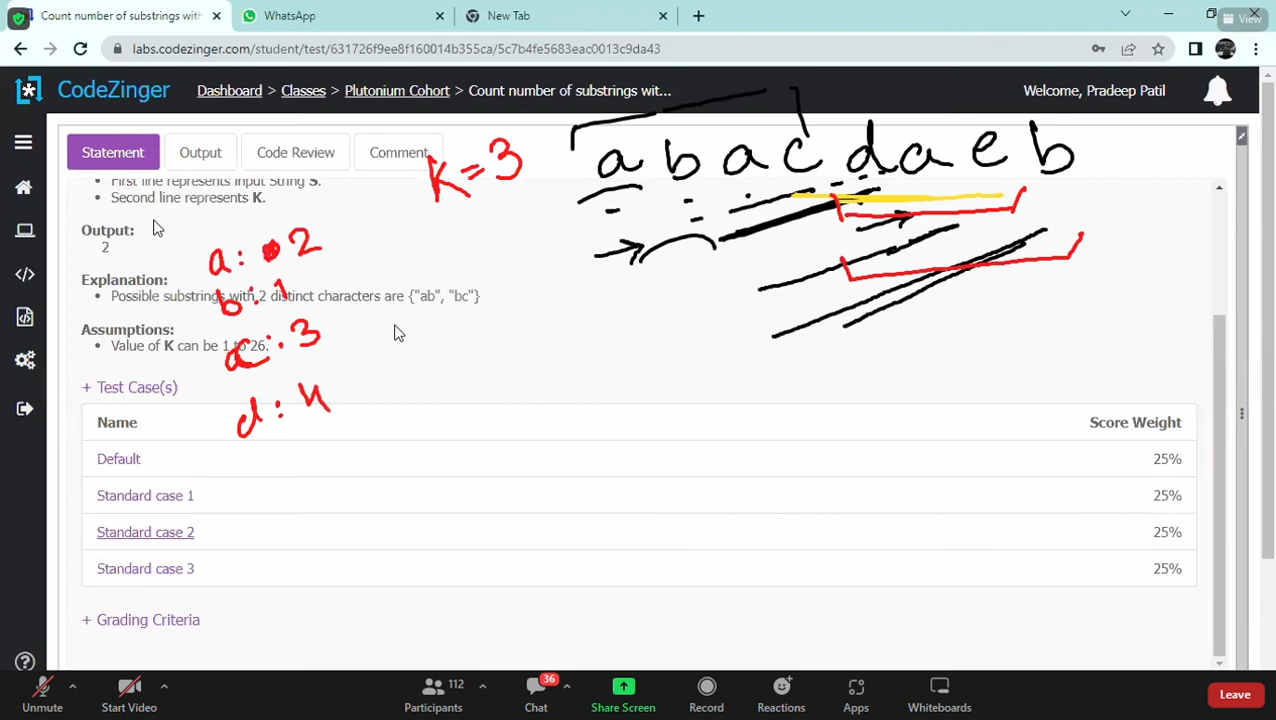 Count number of substrings with
WhatsApp
New Tab
View
labs.codezinger.com/student/test/631726f9ee8f160014b355ca/5c7b4fe5683eac0013c9da43
CodeZinger
Dashboard > Classes > Plutonium Cohort > Count number of substrings wit...
Welcome, Pradeep Patil
Statement
Output
Code Review
Comment
K=3
a b a c d a e b
First line represents input String S.
Second line represents K.
Output:
2
a: 2
Explanation:
Possible substrings with 2 distinct characters are {"ab", "bc"}
b: 1
Assumptions:
Value of K can be 1 to 26.
: 3
d: 4
+ Test Case(s)
Name Score Weight
Default 25%
Standard case 1 25%
Standard case 2 25%
Standard case 3 25%
+ Grading Criteria
Unmute
Start Video
112
Participants
36
Chat
Share Screen
Record
Reactions
Apps
Whiteboards
Leave